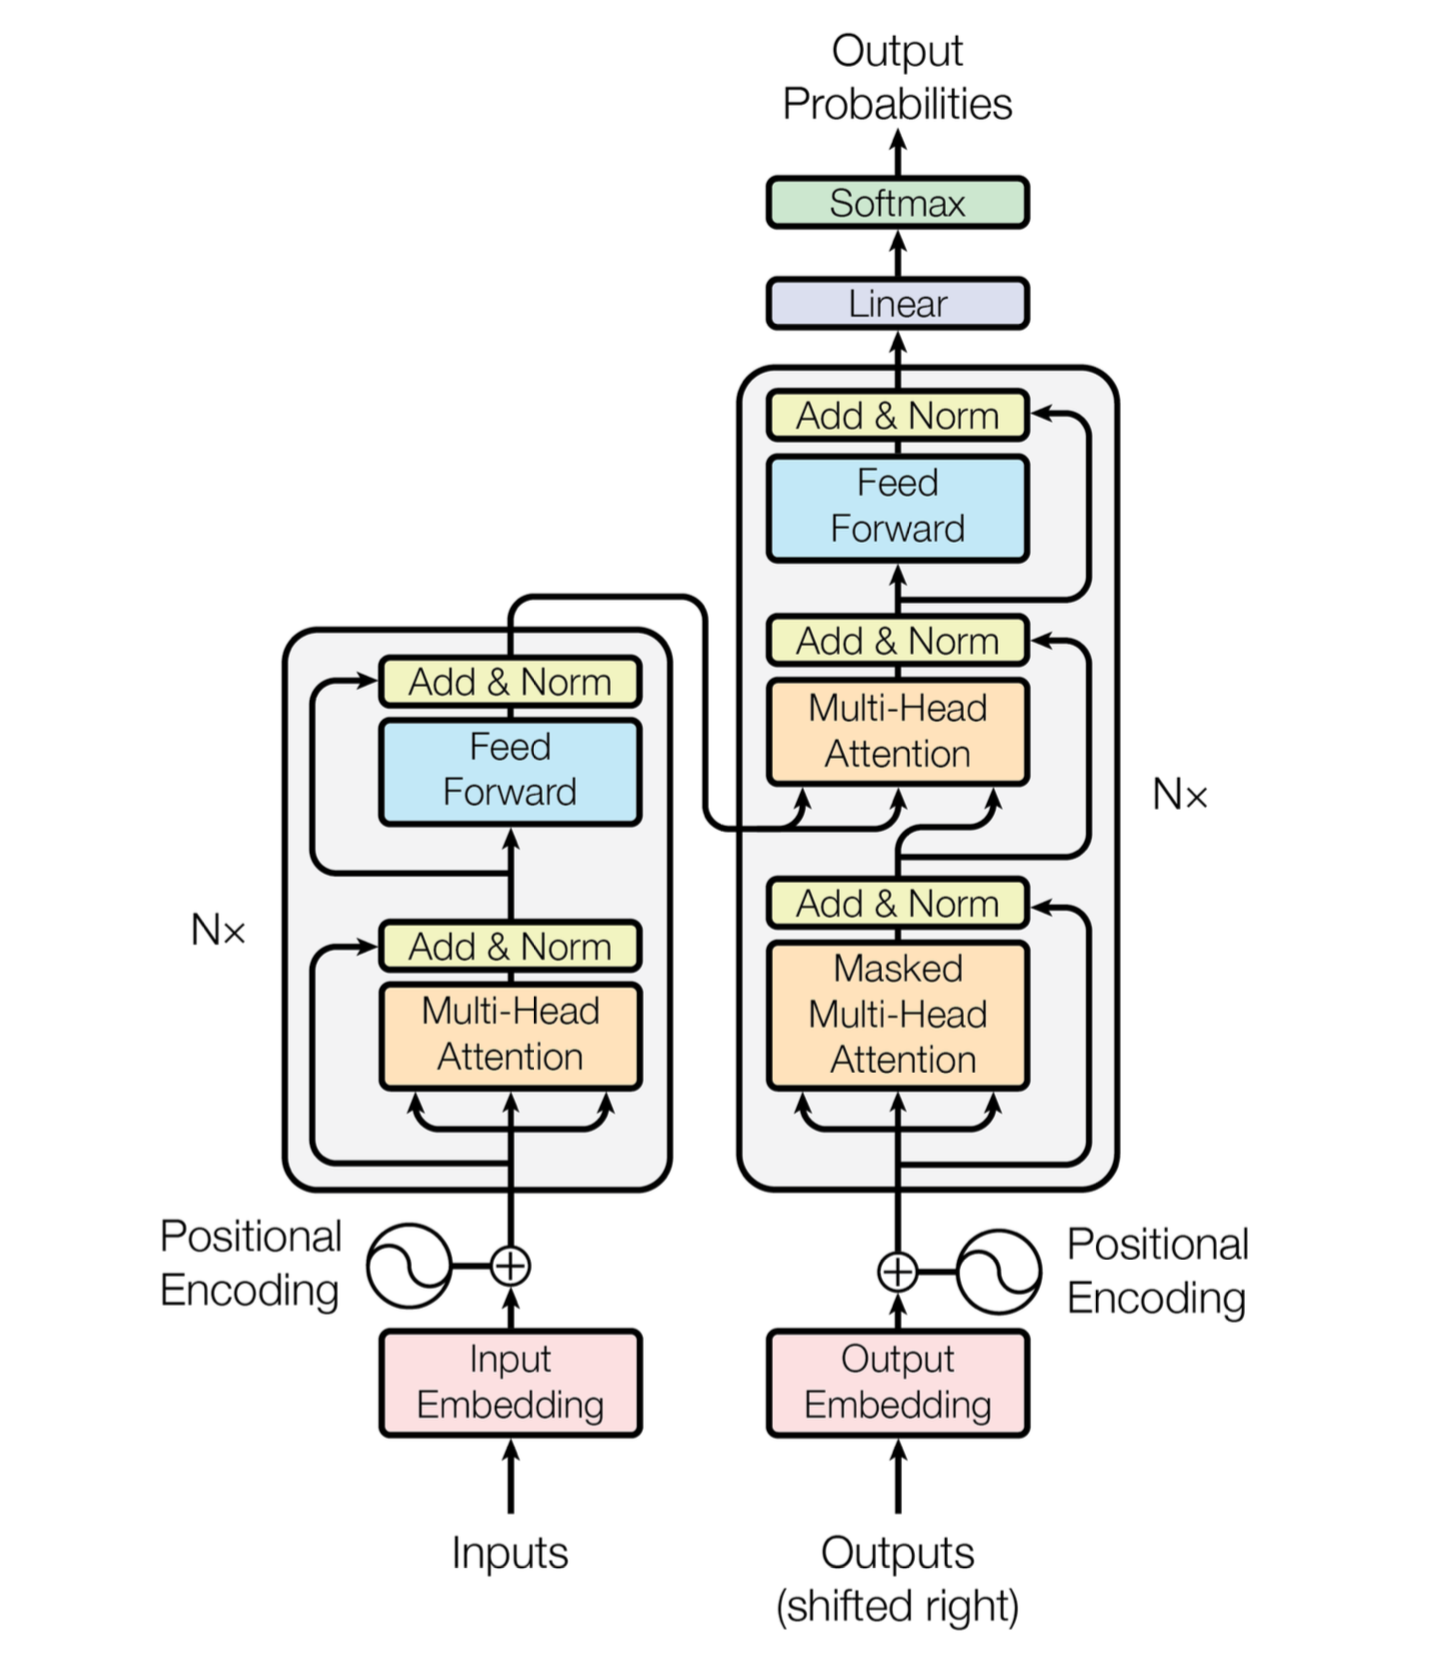 Output
Probabilities
Softmax
Linear
Add & Norm
Feed
Forward
Add & Norm
Multi-Head
Attention
Add & Norm
Masked
Multi-Head
Attention
Nx
Add & Norm
Feed
Forward
Add & Norm
Multi-Head
Attention
Nx
Positional
Encoding
Input
Embedding
Inputs
Positional
Encoding
Output
Embedding
Outputs
(shifted right)